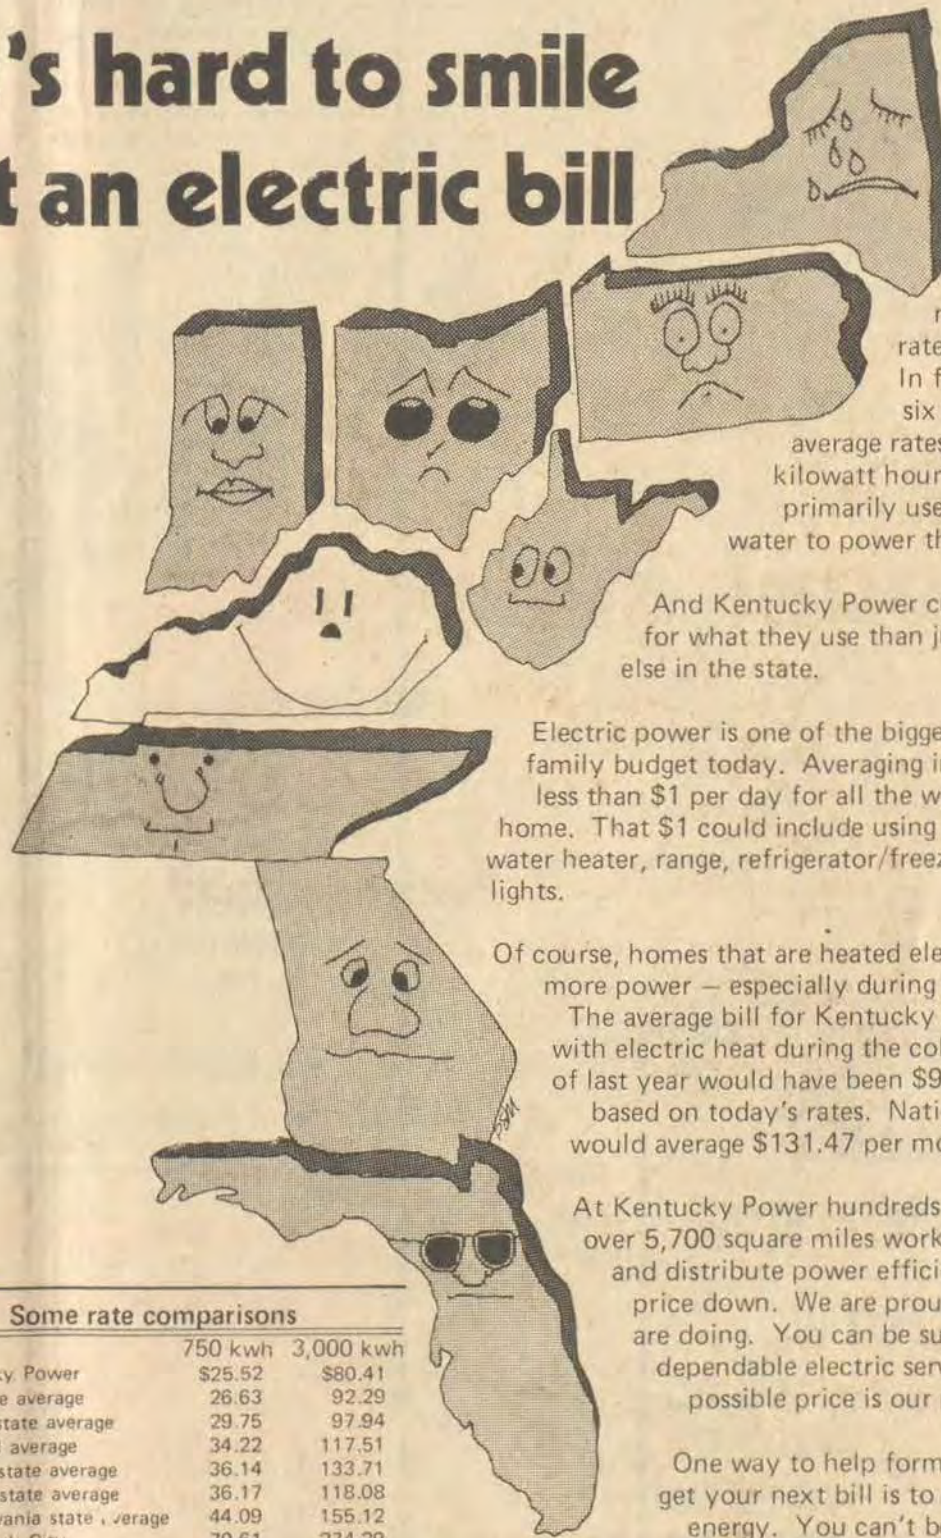 's hard to smile
t an electric bill
r
rate
In f
six
average rates
kilowatt hour
primarily use
water to power th
And Kentucky Power c
for what they use than j
else in the state.
Electric power is one of the bigge
family budget today. Averaging i
less than $1 per day for all the w
home. That $1 could include using
water heater, range, refrigerator/freez
lights.
Of course, homes that are heated ele
more power — especially during
The average bill for Kentucky
with electric heat during the col
of last year would have been $9
based on today's rates. Nati
would average $131.47 per mo
At Kentucky Power hundreds
over 5,700 square miles work
and distribute power effici
price down. We are prou
are doing. You can be su
dependable electric serv
possible price is our
One way to help form
get your next bill is to
energy. You can't b
Some rate comparisons
750 kwh 3,000 kwh
ky Power $25.52 $80.41
e average 26.63 92.29
state average 29.75 97.94
l average 34.22 117.51
state average 36.14 133.71
state average 36.17 118.08
vania state average 44.09 155.12